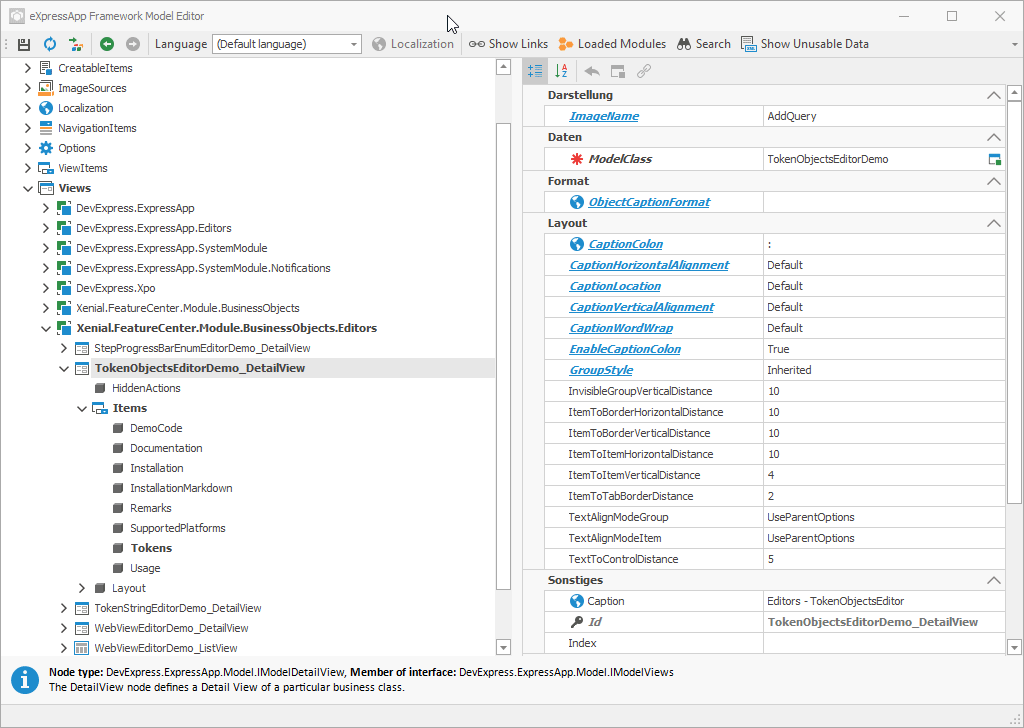 eXpressApp Framework Model Editor
Language (Default language) Localization Show Links Loaded Modules Search Show Unusable Data
CreatableItems
ImageSources
Localization
NavigationItems
Options
ViewItems
Views
DevExpress.ExpressApp
DevExpress.ExpressApp.Editors
DevExpress.ExpressApp.SystemModule
DevExpress.ExpressApp.SystemModule.Notifications
DevExpress.Xpo
Xenial.FeatureCenter.Module.BusinessObjects
Xenial.FeatureCenter.Module.BusinessObjects.Editors
StepProgressBarEnumEditorDemo_DetailView
TokenObjectsEditorDemo_DetailView
HiddenActions
Items
DemoCode
Documentation
Installation
InstallationMarkdown
Remarks
SupportedPlatforms
Tokens
Usage
Layout
TokenStringEditorDemo_DetailView
WebViewEditorDemo_DetailView
WebViewEditorDemo_ListView
Darstellung
ImageName AddQuery
Daten
ModelClass TokenObjectsEditorDemo
Format
ObjectCaptionFormat
Layout
CaptionColon :
CaptionHorizontalAlignment Default
CaptionLocation Default
CaptionVerticalAlignment Default
CaptionWordWrap Default
EnableCaptionColon True
GroupStyle Inherited
InvisibleGroupVerticalDistance 10
ItemToBorderHorizontalDistance 10
ItemToBorderVerticalDistance 10
ItemToItemHorizontalDistance 10
ItemToItemVerticalDistance 4
ItemToTabBorderDistance 2
TextAlignModeGroup UseParentOptions
TextAlignModeItem UseParentOptions
TextToControlDistance 5
Sonstiges
Caption Editors - TokenObjectsEditor
Id TokenObjectsEditorDemo_DetailView
Index
Node type: DevExpress.ExpressApp.Model.IModelDetailView, Member of interface: DevExpress.ExpressApp.Model.IModelViews
The DetailView node defines a Detail View of a particular business class.